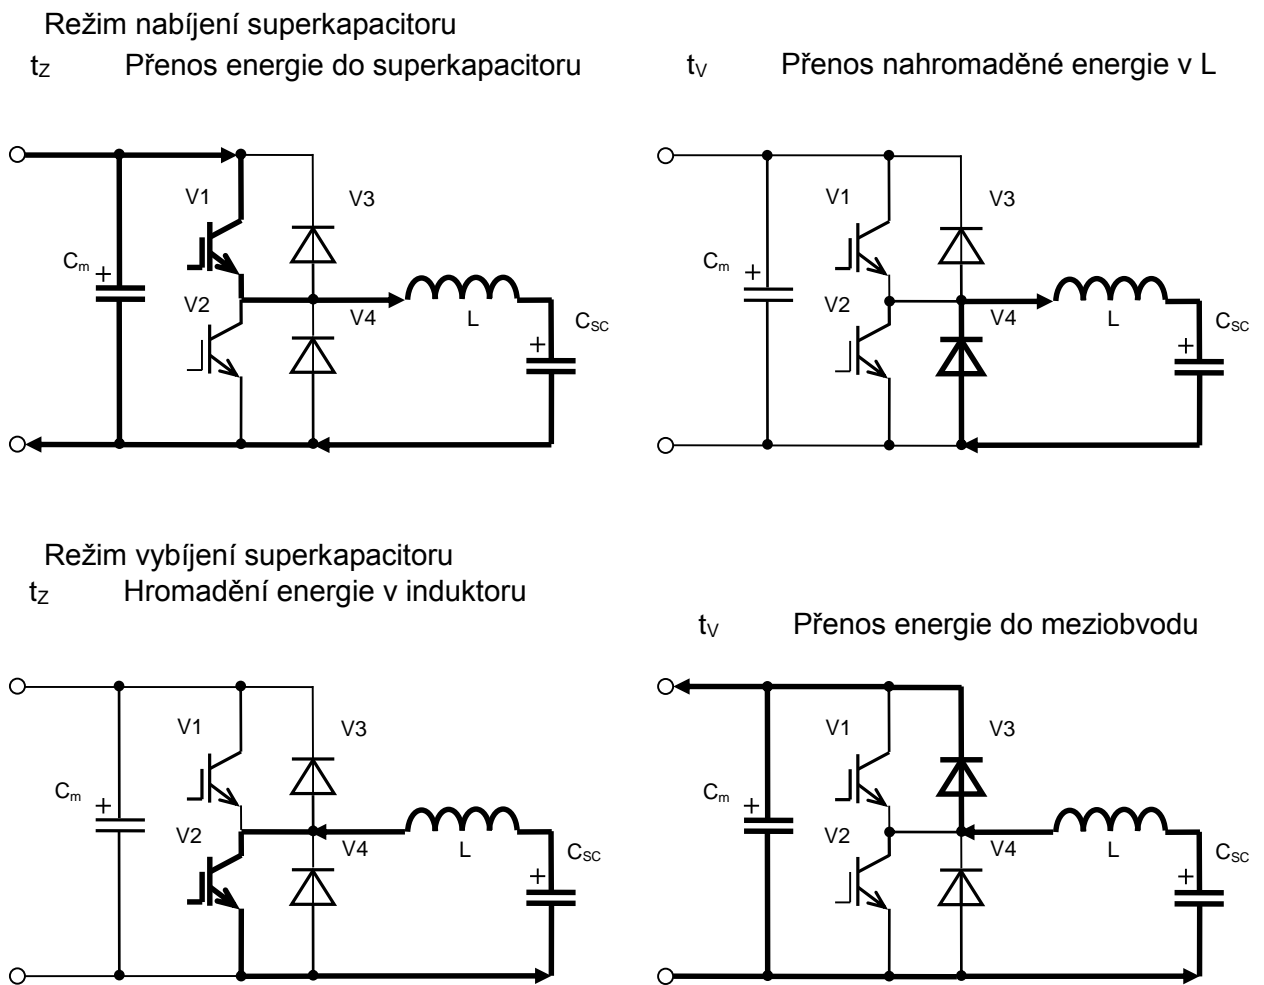 Režim nabíjení superkapacitoru
tZ Přenos energie do superkapacitoru
tV Přenos nahromaděné energie v L
V1
V3
Cm
+
V2
V4
L
+
CSC
V1
V3
Cm
+
V2
V4
L
+
CSC
Režim vybíjení superkapacitoru
tZ Hromadění energie v induktoru
tV Přenos energie do meziobvodu
V1
V3
Cm
+
V2
V4
L
+
CSC
V1
V3
Cm
+
V2
V4
L
+
CSC